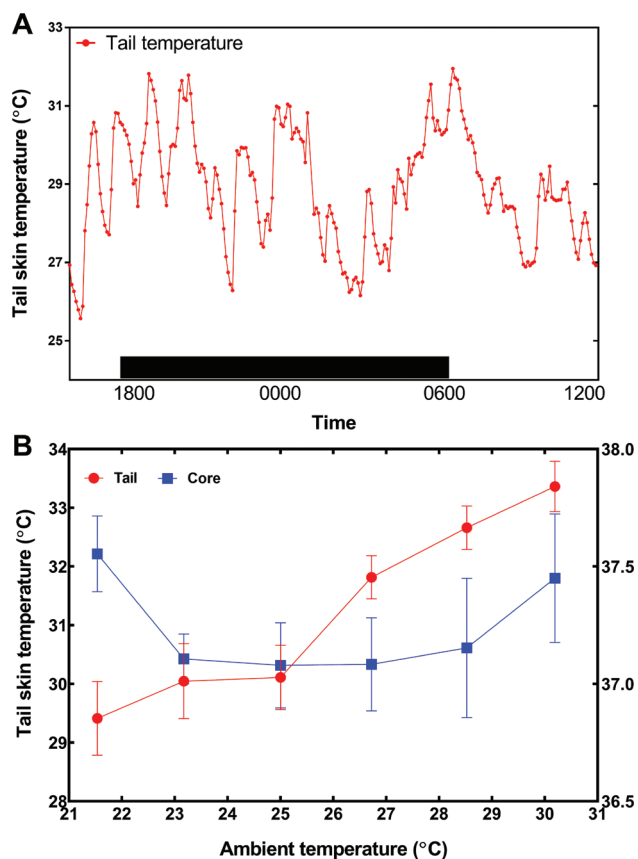 A
Tail temperature
33
31
29
27
25
Tail skin temperature (°C)
1800 0000 0600 1200
Time
B
Tail Core
34 38.0
33
32 37.5
31
30 37.0
29
28 36.5
Tail skin temperature (°C)
21 22 23 24 25 26 27 28 29 30 31
Ambient temperature (°C)